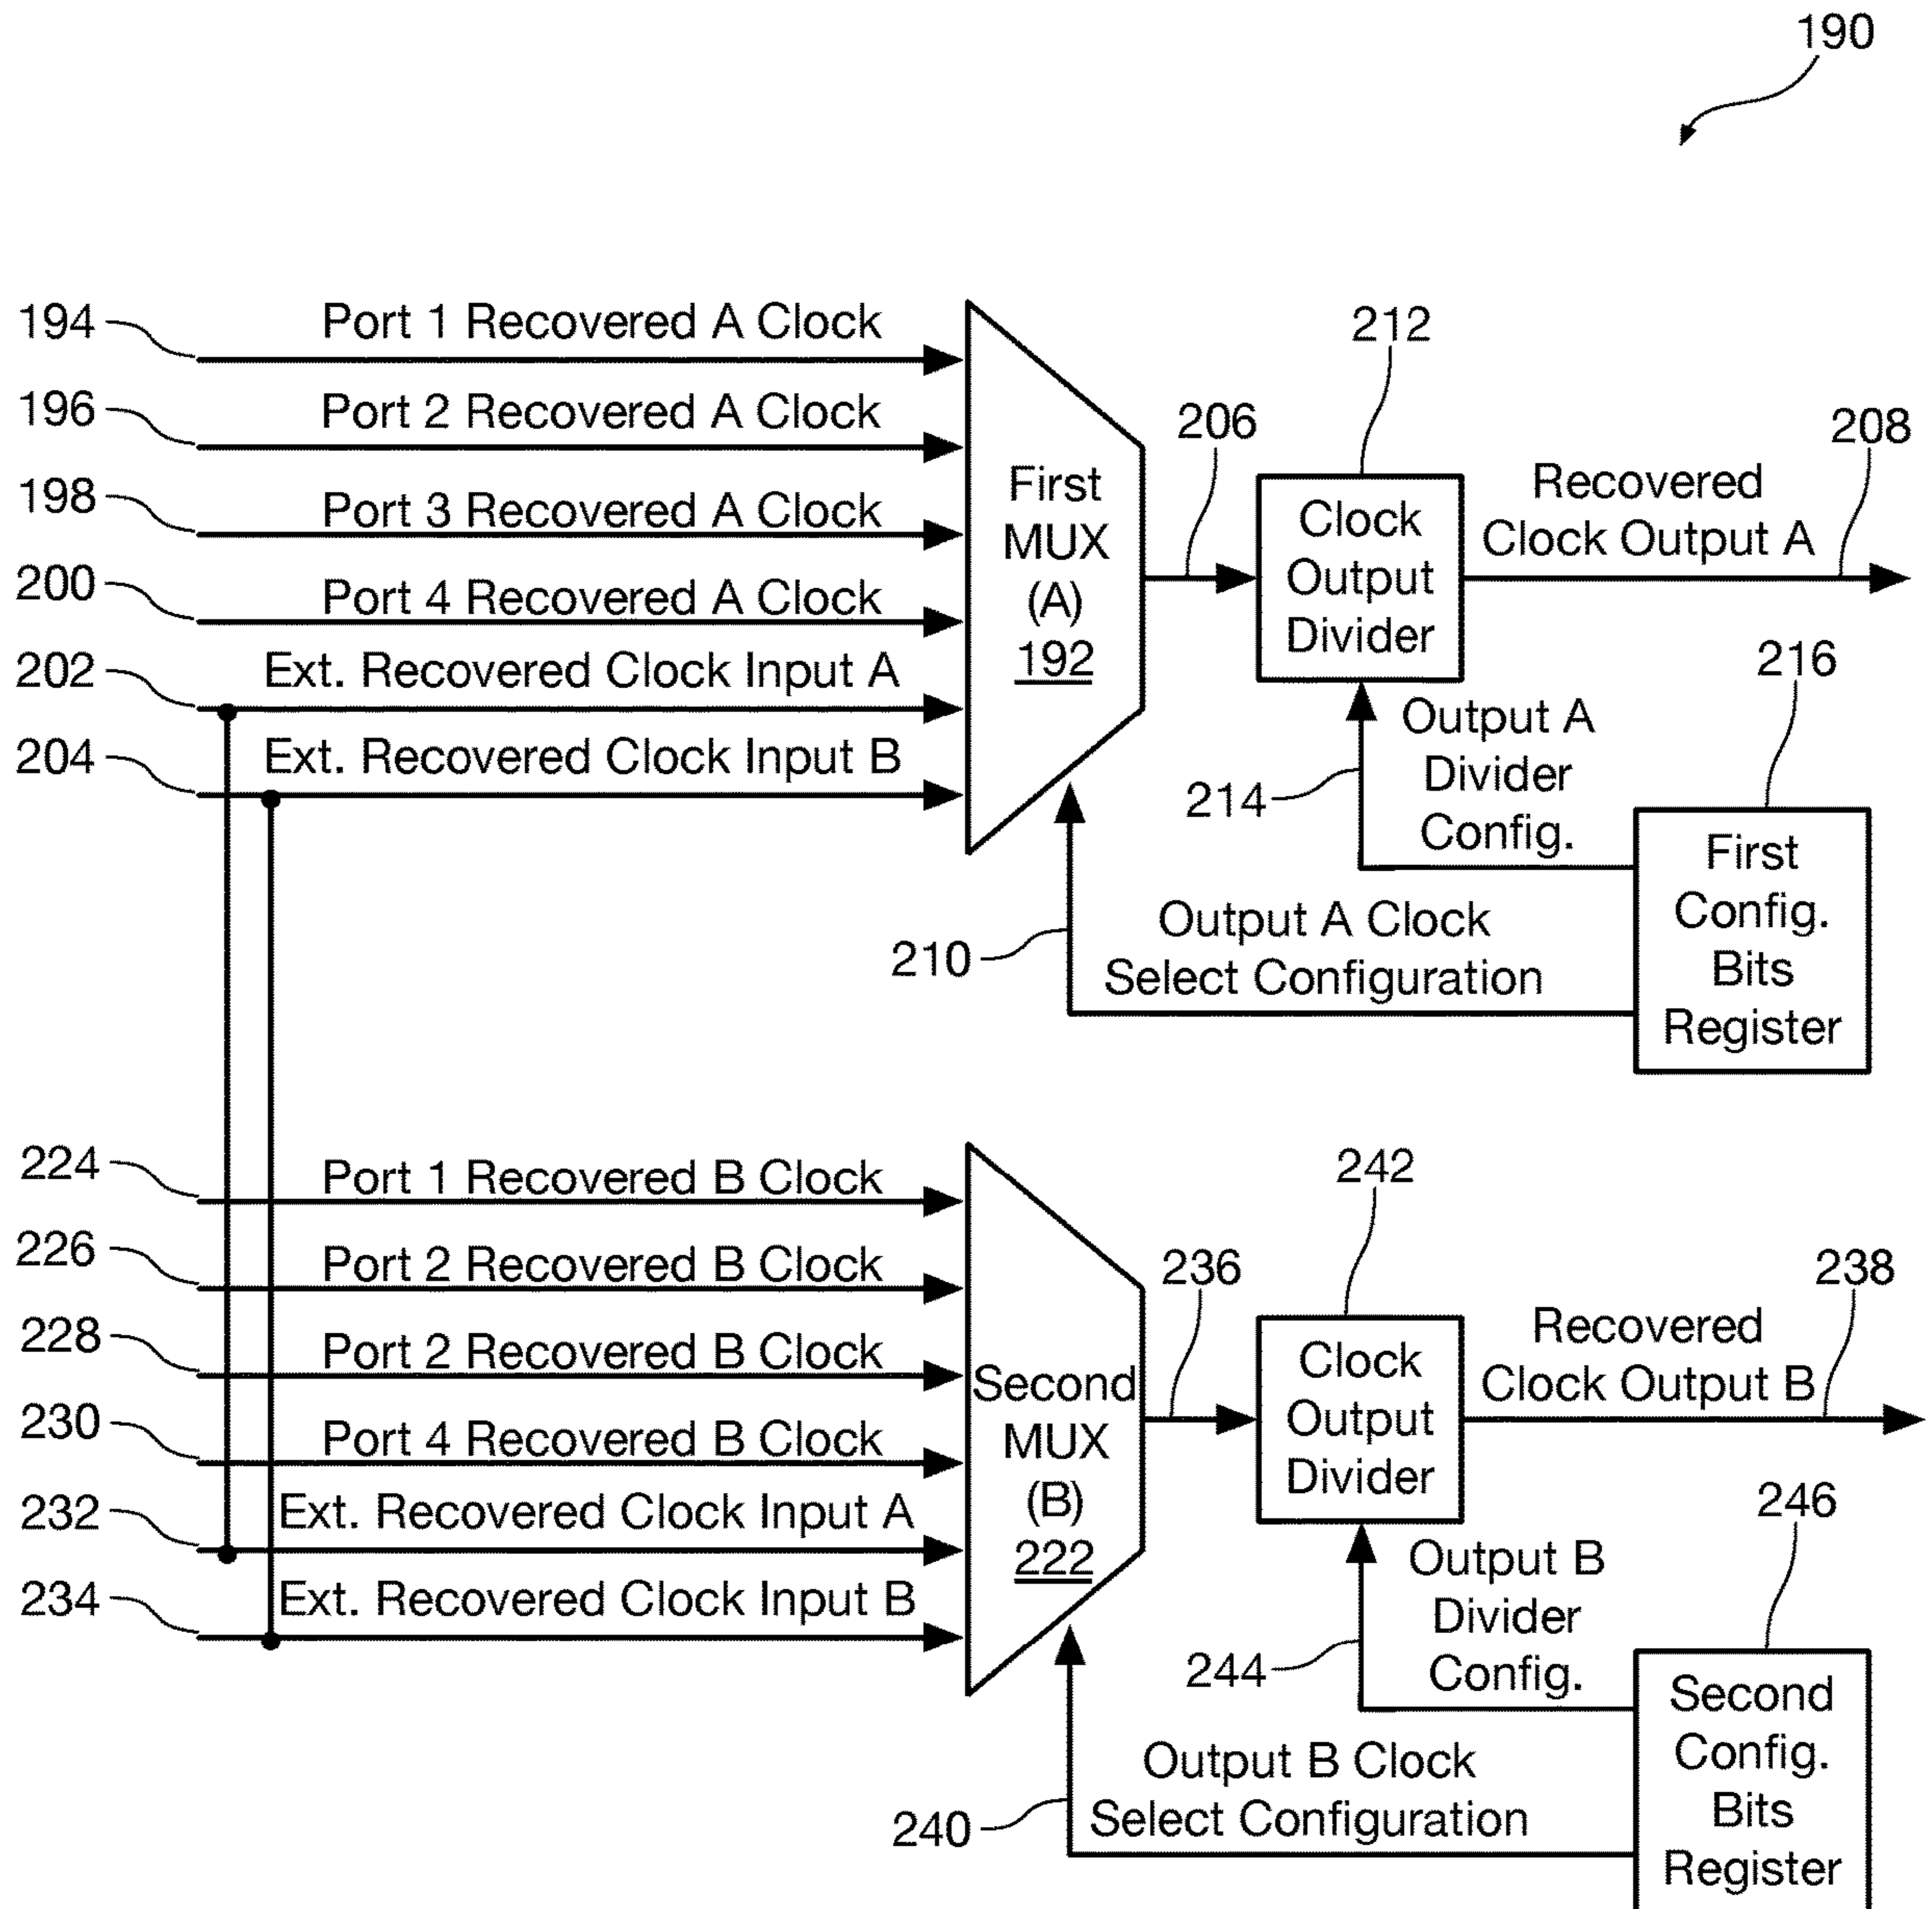 190
194
Port 1 Recovered A Clock
196
Port 2 Recovered A Clock
198
Port 3 Recovered A Clock
200
Port 4 Recovered A Clock
202
Ext. Recovered Clock Input A
204
Ext. Recovered Clock Input B
First
MUX
(A)
192
206
212
Clock
Output
Divider
208
Recovered
Clock Output A
214
Output A
Divider
Config.
216
First
Config.
Bits
Register
210
Output A Clock
Select Configuration
224
Port 1 Recovered B Clock
226
Port 2 Recovered B Clock
228
Port 2 Recovered B Clock
230
Port 4 Recovered B Clock
232
Ext. Recovered Clock Input A
234
Ext. Recovered Clock Input B
Second
MUX
(B)
222
236
242
Clock
Output
Divider
238
Recovered
Clock Output B
244
Output B
Divider
Config.
246
Second
Config.
Bits
Register
240
Output B Clock
Select Configuration